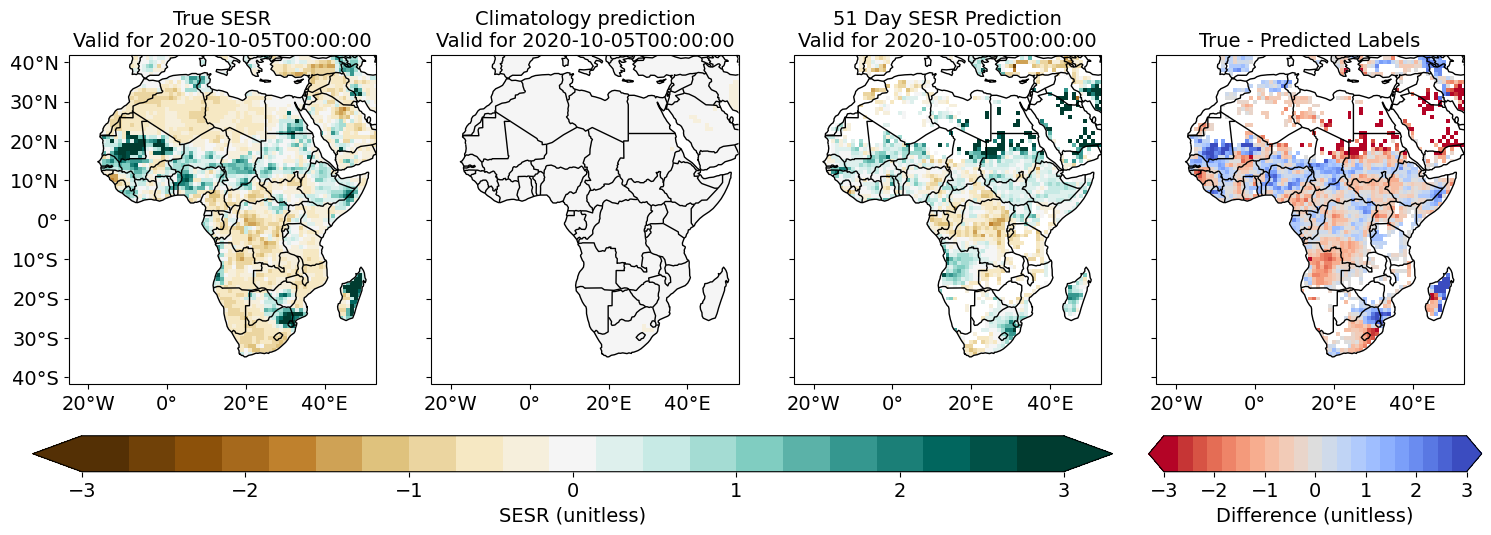 True SESR
Valid for 2020-10-05T00:00:00
Climatology prediction
Valid for 2020-10-05T00:00:00
51 Day SESR Prediction
Valid for 2020-10-05T00:00:00
True - Predicted Labels
40°N
30°N
20°N
10°N
0°
10°S
20°S
30°S
40°S
20°W 0° 20°E 40°E
20°W 0° 20°E 40°E
20°W 0° 20°E 40°E
20°W 0° 20°E 40°E
−3 −2 −1 0 1 2 3
SESR (unitless)
−3 −2 −1 0 1 2 3
Difference (unitless)